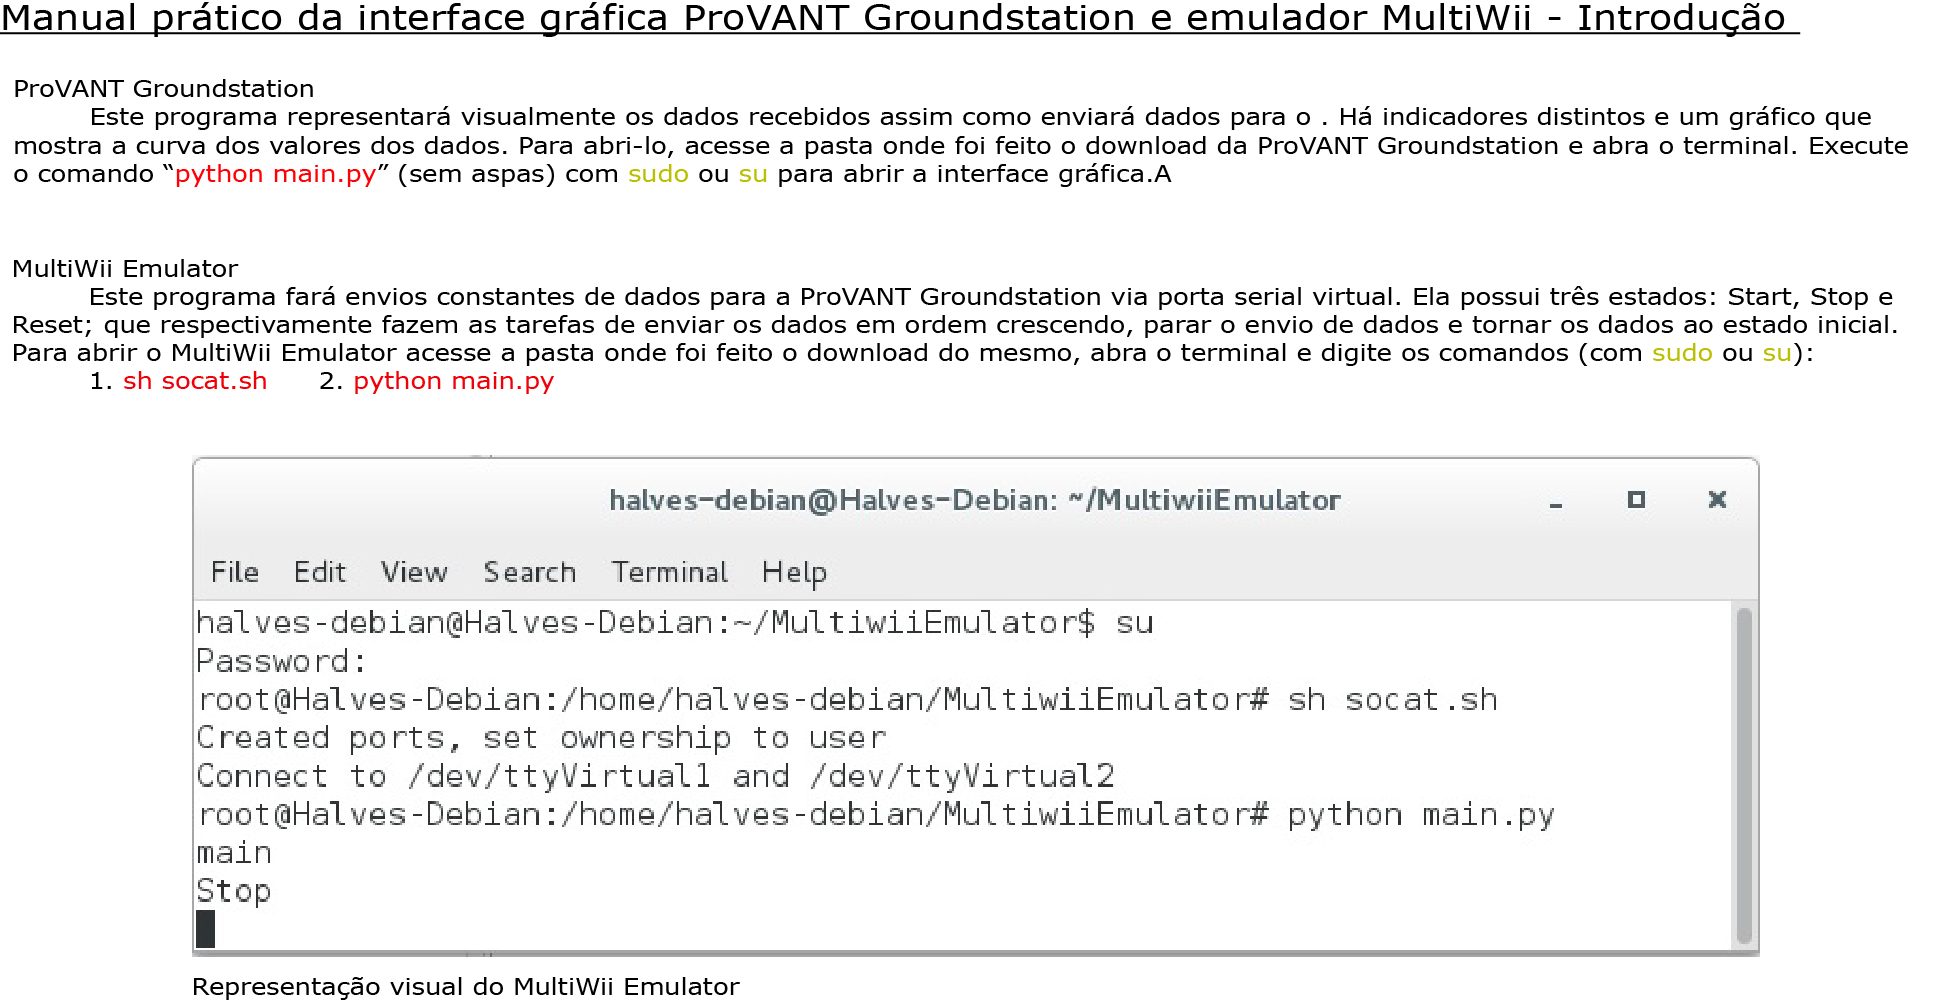 Manual prático da interface gráfica ProVANT Groundstation e emulador MultiWii - Introdução
ProVANT Groundstation
Este programa representará visualmente os dados recebidos assim como enviará dados para o . Há indicadores distintos e um gráfico que
mostra a curva dos valores dos dados. Para abri-lo, acesse a pasta onde foi feito o download da ProVANT Groundstation e abra o terminal. Execute
o comando “python main.py” (sem aspas) com sudo ou su para abrir a interface gráfica.A
MultiWii Emulator
Este programa fará envios constantes de dados para a ProVANT Groundstation via porta serial virtual. Ela possui três estados: Start, Stop e
Reset; que respectivamente fazem as tarefas de enviar os dados em ordem crescendo, parar o envio de dados e tornar os dados ao estado inicial.
Para abrir o MultiWii Emulator acesse a pasta onde foi feito o download do mesmo, abra o terminal e digite os comandos (com sudo ou su):
1. sh socat.sh 2. python main.py
halves-debian@Halves-Debian: ~/MultiwiiEmulator
File Edit View Search Terminal Help
halves-debian@Halves-Debian:~/MultiwiiEmulator$ su
Password:
root@Halves-Debian:/home/halves-debian/MultiwiiEmulator# sh socat.sh
Created ports, set ownership to user
Connect to /dev/ttyVirtual1 and /dev/ttyVirtual2
root@Halves-Debian:/home/halves-debian/MultiwiiEmulator# python main.py
main
Stop
Representação visual do MultiWii Emulator